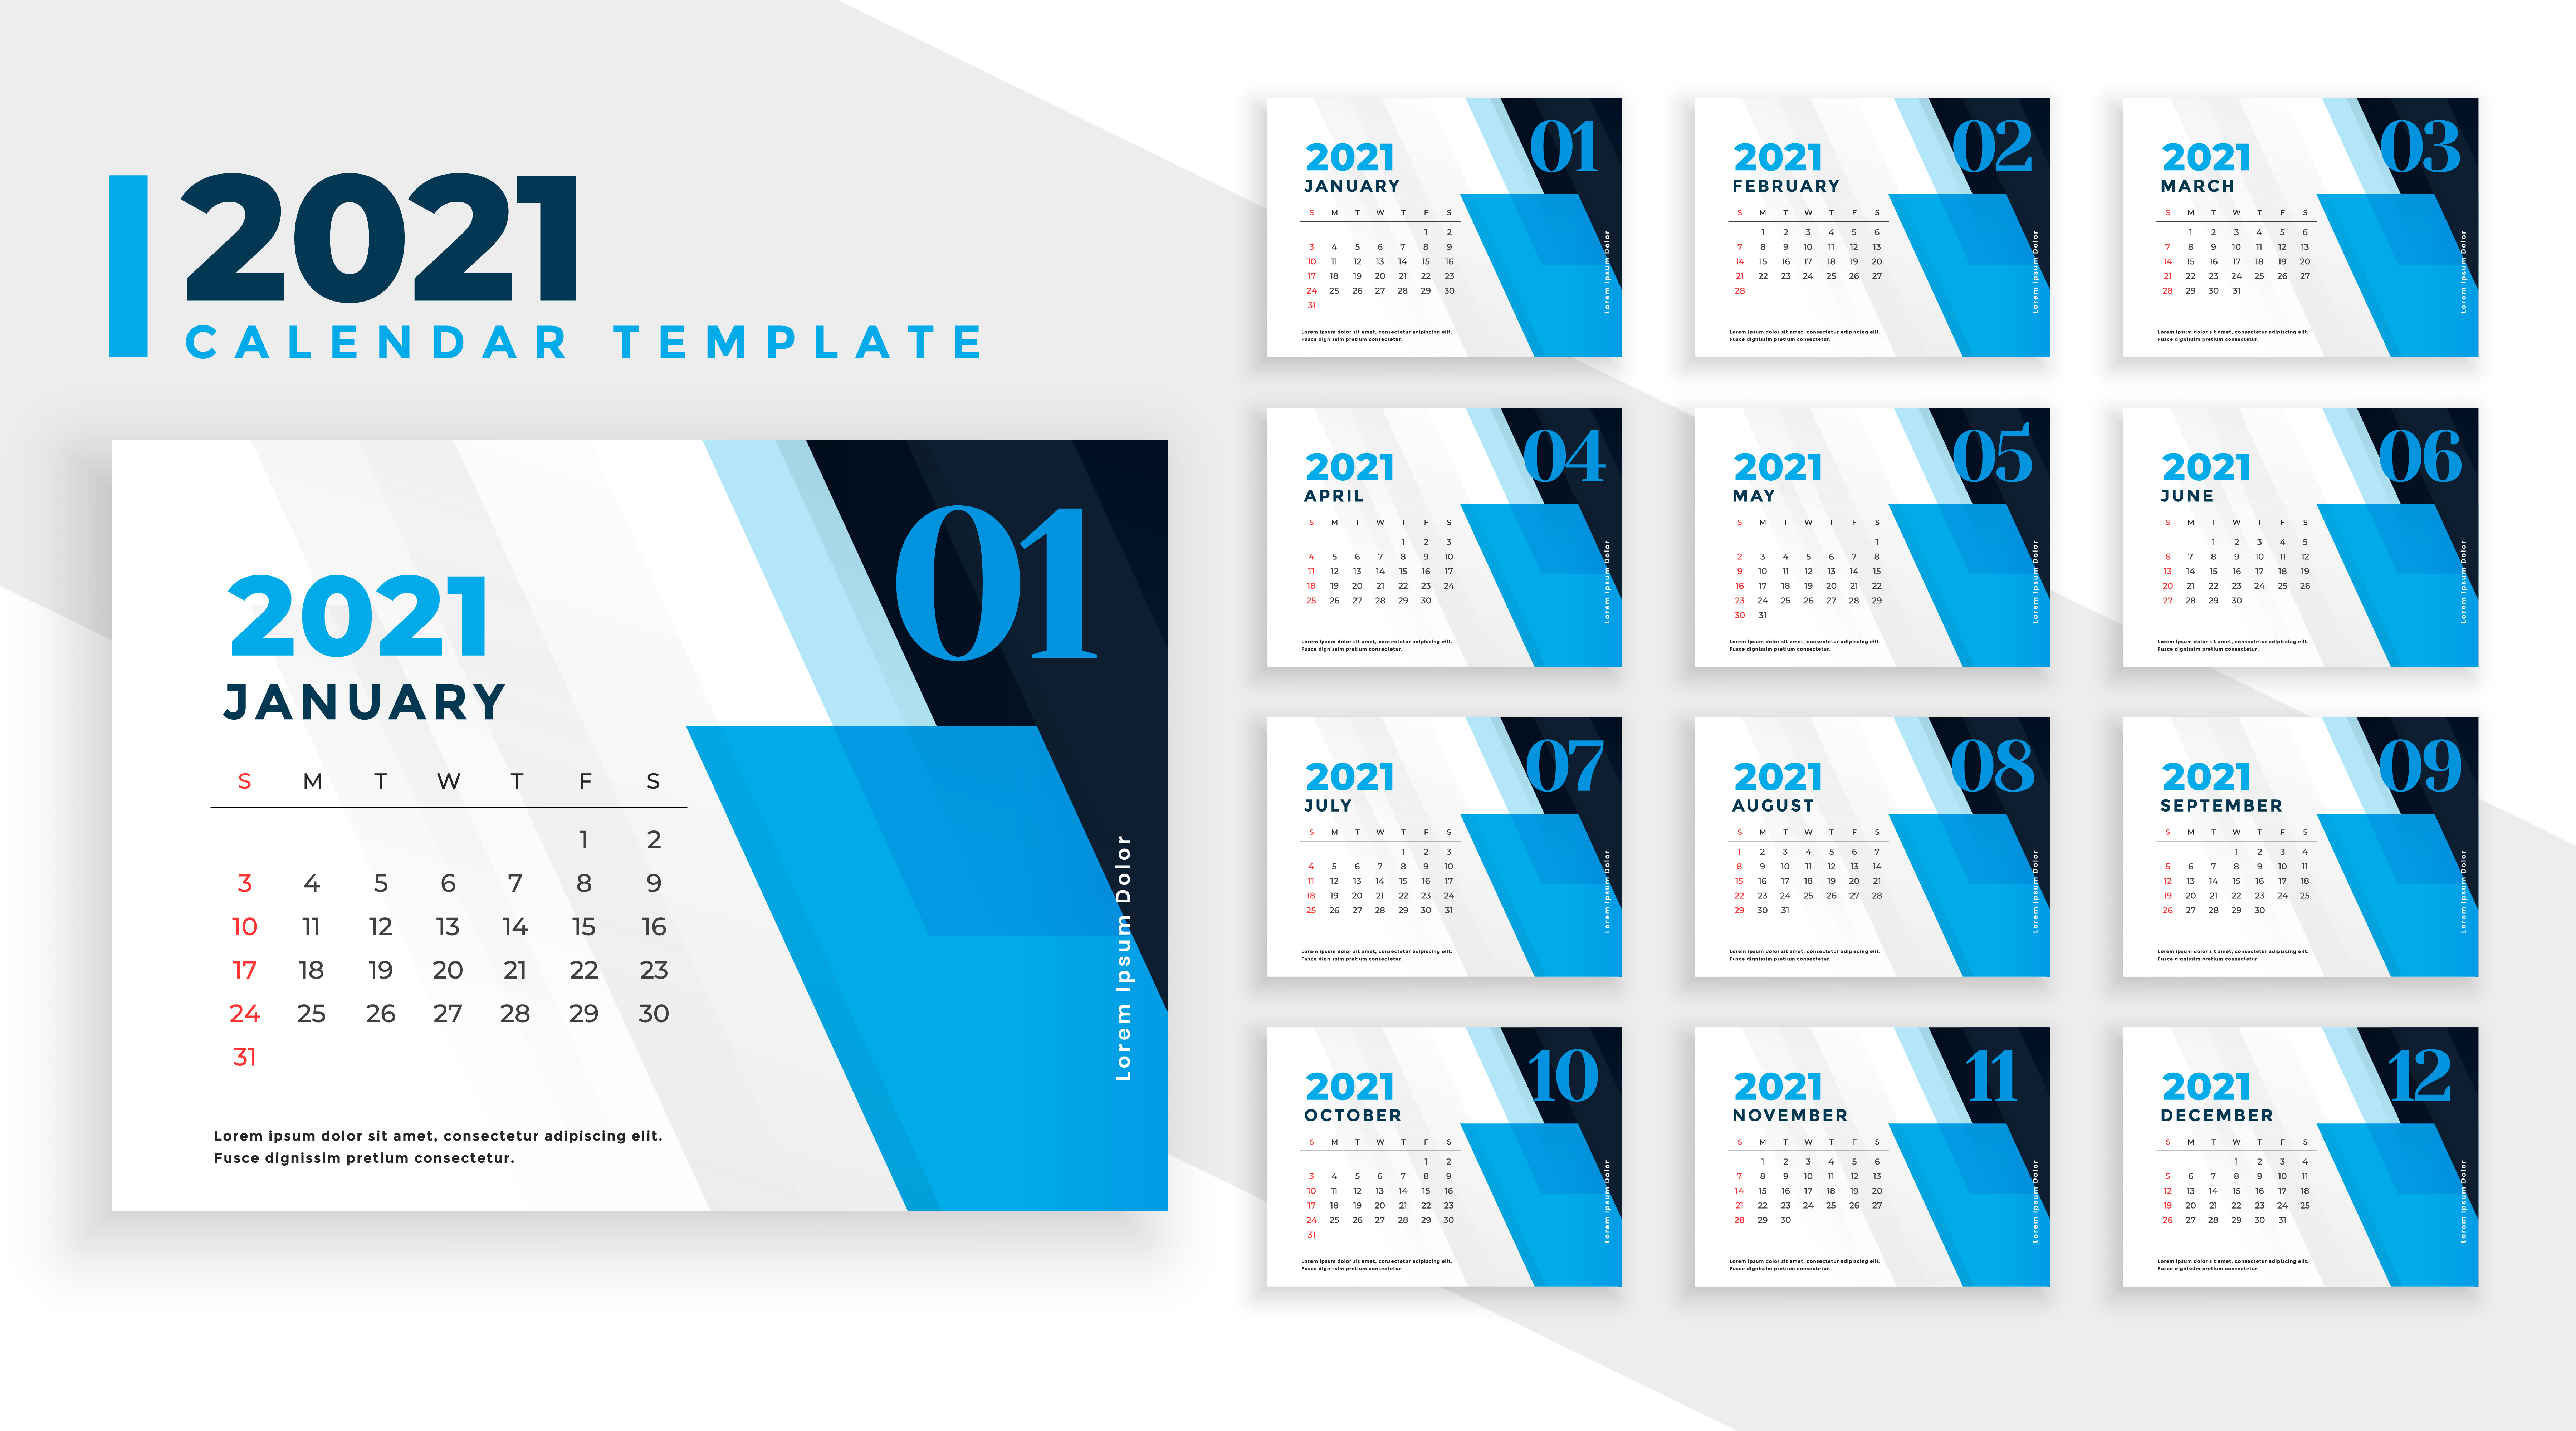 2021
CALENDAR TEMPLATE
2021
JANUARY
01
S M T W T F S
1 2
3 4 5 6 7 8 9
10 11 12 13 14 15 16
17 18 19 20 21 22 23
24 25 26 27 28 29 30
31
Lorem ipsum dolor sit amet, consectetur adipiscing elit.
Fusce dignissim pretium consectetur.
Lorem Ipsum Dolor
2021
JANUARY
01
S M T W T F S
1 2
3 4 5 6 7 8 9
10 11 12 13 14 15 16
17 18 19 20 21 22 23
24 25 26 27 28 29 30
31
Lorem ipsum dolor sit amet, consectetur adipiscing elit.
Fusce dignissim pretium consectetur.
Lorem Ipsum Dolor
2021
FEBRUARY
02
S M T W T F S
1 2 3 4 5 6
7 8 9 10 11 12 13
14 15 16 17 18 19 20
21 22 23 24 25 26 27
28
Lorem ipsum dolor sit amet, consectetur adipiscing elit.
Fusce dignissim pretium consectetur.
Lorem Ipsum Dolor
2021
MARCH
03
S M T W T F S
1 2 3 4 5 6
7 8 9 10 11 12 13
14 15 16 17 18 19 20
21 22 23 24 25 26 27
28 29 30 31
Lorem ipsum dolor sit amet, consectetur adipiscing elit.
Fusce dignissim pretium consectetur.
Lorem Ipsum Dolor
2021
APRIL
04
S M T W T F S
1 2 3
4 5 6 7 8 9 10
11 12 13 14 15 16 17
18 19 20 21 22 23 24
25 26 27 28 29 30
Lorem ipsum dolor sit amet, consectetur adipiscing elit.
Fusce dignissim pretium consectetur.
Lorem Ipsum Dolor
2021
MAY
05
S M T W T F S
1
2 3 4 5 6 7 8
9 10 11 12 13 14 15
16 17 18 19 20 21 22
23 24 25 26 27 28 29
30 31
Lorem ipsum dolor sit amet, consectetur adipiscing elit.
Fusce dignissim pretium consectetur.
Lorem Ipsum Dolor
2021
JUNE
06
S M T W T F S
1 2 3 4 5
6 7 8 9 10 11 12
13 14 15 16 17 18 19
20 21 22 23 24 25 26
27 28 29 30
Lorem ipsum dolor sit amet, consectetur adipiscing elit.
Fusce dignissim pretium consectetur.
Lorem Ipsum Dolor
2021
JULY
07
S M T W T F S
1 2 3
4 5 6 7 8 9 10
11 12 13 14 15 16 17
18 19 20 21 22 23 24
25 26 27 28 29 30 31
Lorem ipsum dolor sit amet, consectetur adipiscing elit.
Fusce dignissim pretium consectetur.
Lorem Ipsum Dolor
2021
AUGUST
08
S M T W T F S
1 2 3 4 5 6 7
8 9 10 11 12 13 14
15 16 17 18 19 20 21
22 23 24 25 26 27 28
29 30 31
Lorem ipsum dolor sit amet, consectetur adipiscing elit.
Fusce dignissim pretium consectetur.
Lorem Ipsum Dolor
2021
SEPTEMBER
09
S M T W T F S
1 2 3 4
5 6 7 8 9 10 11
12 13 14 15 16 17 18
19 20 21 22 23 24 25
26 27 28 29 30
Lorem ipsum dolor sit amet, consectetur adipiscing elit.
Fusce dignissim pretium consectetur.
Lorem Ipsum Dolor
2021
OCTOBER
10
S M T W T F S
1 2
3 4 5 6 7 8 9
10 11 12 13 14 15 16
17 18 19 20 21 22 23
24 25 26 27 28 29 30
31
Lorem ipsum dolor sit amet, consectetur adipiscing elit.
Fusce dignissim pretium consectetur.
Lorem Ipsum Dolor
2021
NOVEMBER
11
S M T W T F S
1 2 3 4 5 6
7 8 9 10 11 12 13
14 15 16 17 18 19 20
21 22 23 24 25 26 27
28 29 30
Lorem ipsum dolor sit amet, consectetur adipiscing elit.
Fusce dignissim pretium consectetur.
Lorem Ipsum Dolor
2021
DECEMBER
12
S M T W T F S
1 2 3 4
5 6 7 8 9 10 11
12 13 14 15 16 17 18
19 20 21 22 23 24 25
26 27 28 29 30 31
Lorem ipsum dolor sit amet, consectetur adipiscing elit.
Fusce dignissim pretium consectetur.
Lorem Ipsum Dolor